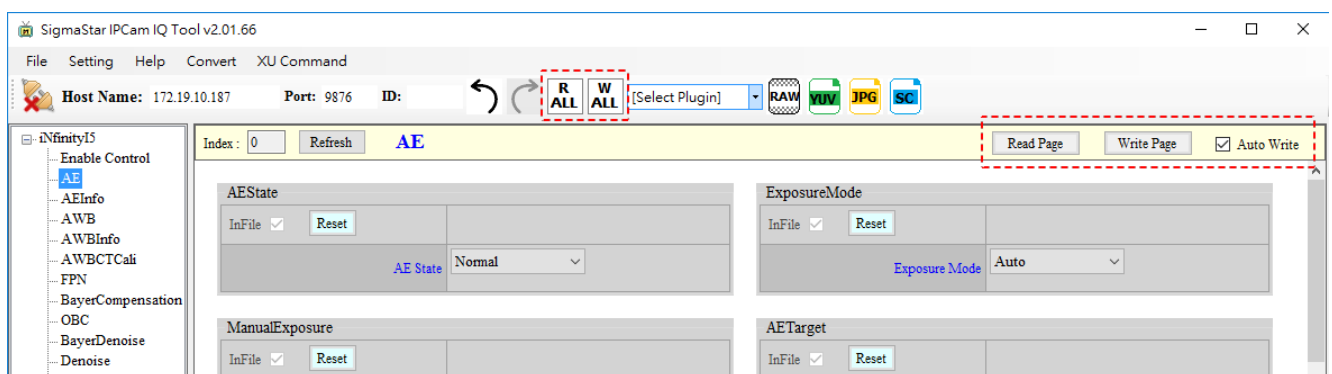 SigmaStar IPCam IQ Tool v2.01.66
File Setting Help Convert XU Command
Host Name: 172.19.10.187 Port: 9876 ID: R ALL W ALL [Select Plugin] RAW YUV JPG SC
iNfinityI5
Enable Control
AE
AEInfo
AWB
AWBInfo
AWBCTCali
FPN
BayerCompensation
OBC
BayerDenoise
Denoise
Index : 0 Refresh AE Read Page Write Page Auto Write
AEState
InFile Reset
AE State Normal
ExposureMode
InFile Reset
Exposure Mode Auto
ManualExposure
InFile Reset
AETarget
InFile Reset